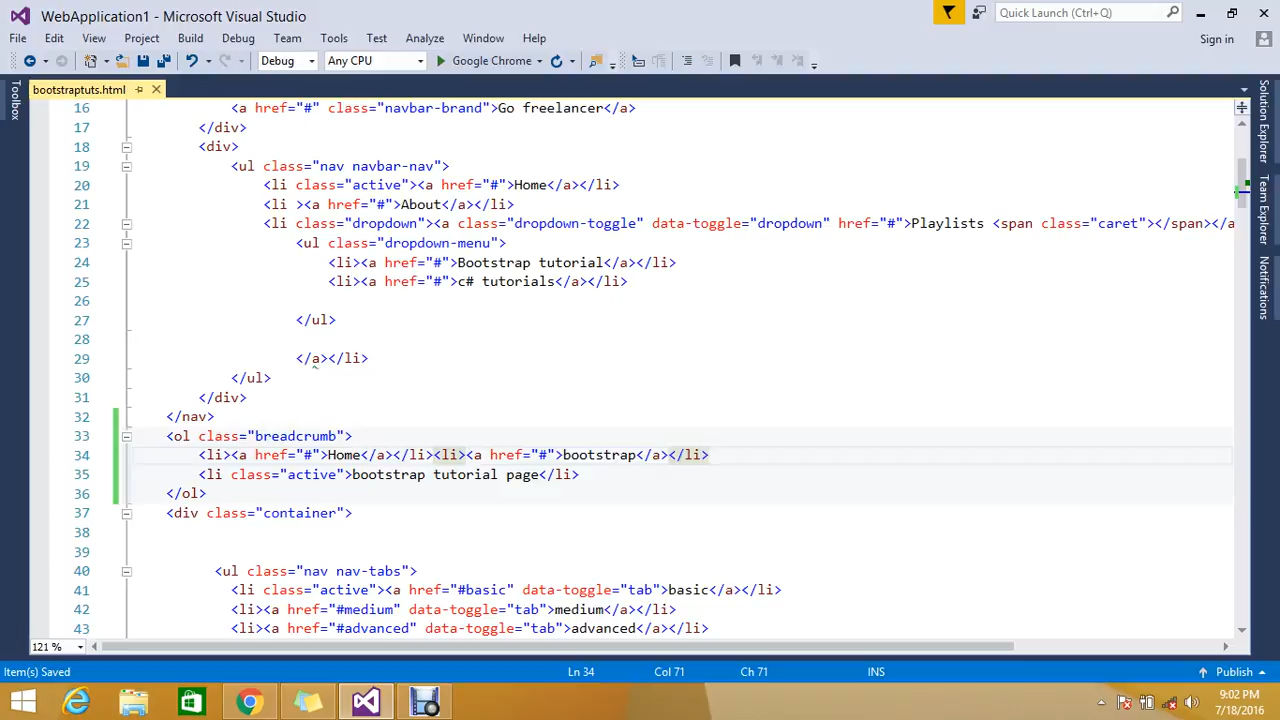 WebApplication1 - Microsoft Visual Studio
Quick Launch (Ctrl+Q)
File Edit View Project Build Debug Team Tools Test Analyze Window Help
Sign in
Debug Any CPU Google Chrome
bootstraptuts.html
Toolbox
Solution Explorer
Team Explorer
Notifications
16 <a href="#" class="navbar-brand">Go freelancer</a>
17 </div>
18 <div>
19 <ul class="nav navbar-nav">
20 <li class="active"><a href="#">Home</a></li>
21 <li ><a href="#">About</a></li>
22 <li class="dropdown"><a class="dropdown-toggle" data-toggle="dropdown" href="#">Playlists <span class="caret"></span></a
23 <ul class="dropdown-menu">
24 <li><a href="#">Bootstrap tutorial</a></li>
25 <li><a href="#">c# tutorials</a></li>
26
27 </ul>
28
29 </a></li>
30 </ul>
31 </div>
32 </nav>
33 <ol class="breadcrumb">
34 <li><a href="#">Home</a></li><li><a href="#">bootstrap</a></li>
35 <li class="active">bootstrap tutorial page</li>
36 </ol>
37 <div class="container">
38
39
40 <ul class="nav nav-tabs">
41 <li class="active"><a href="#basic" data-toggle="tab">basic</a></li>
42 <li><a href="#medium" data-toggle="tab">medium</a></li>
43 <li><a href="#advanced" data-toggle="tab">advanced</a></li>
121 %
Item(s) Saved Ln 34 Col 71 Ch 71 INS Publish
9:02 PM
7/18/2016